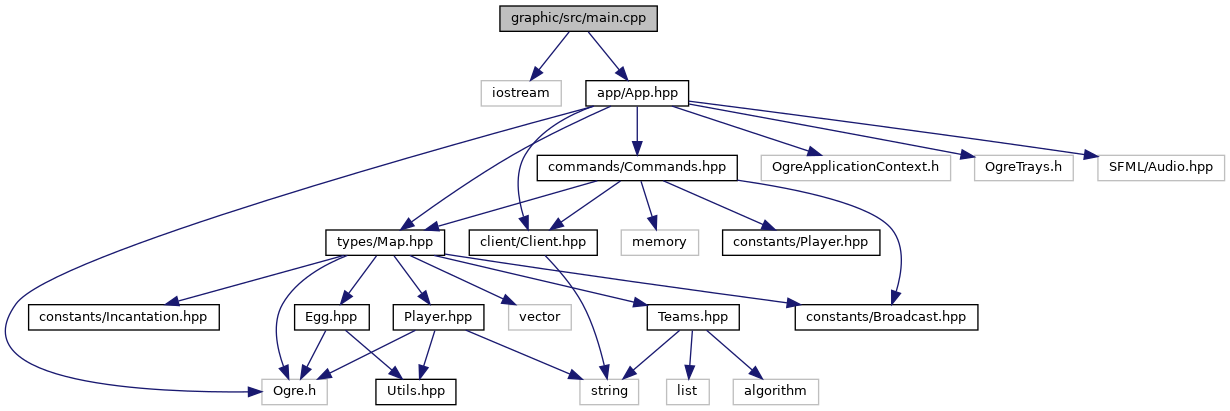 graphic/src/main.cpp
iostream
app/App.hpp
commands/Commands.hpp
OgreApplicationContext.h
OgreTrays.h
SFML/Audio.hpp
types/Map.hpp
client/Client.hpp
memory
constants/Player.hpp
constants/Incantation.hpp
Egg.hpp
Player.hpp
vector
Teams.hpp
constants/Broadcast.hpp
Ogre.h
Utils.hpp
string
list
algorithm